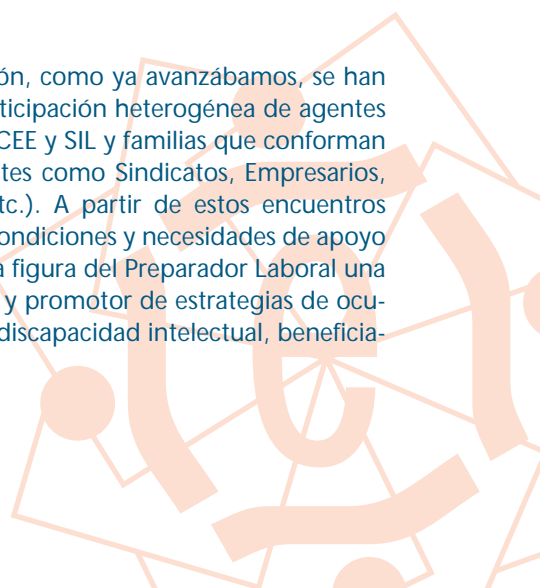 ón, como ya avanzábamos, se han
ticipación heterogénea de agentes
CEE y SIL y familias que conforman
tes como Sindicatos, Empresarios,
tc.). A partir de estos encuentros
ondiciones y necesidades de apoyo
a figura del Preparador Laboral una
y promotor de estrategias de ocu-
discapacidad intelectual, beneficia-
e